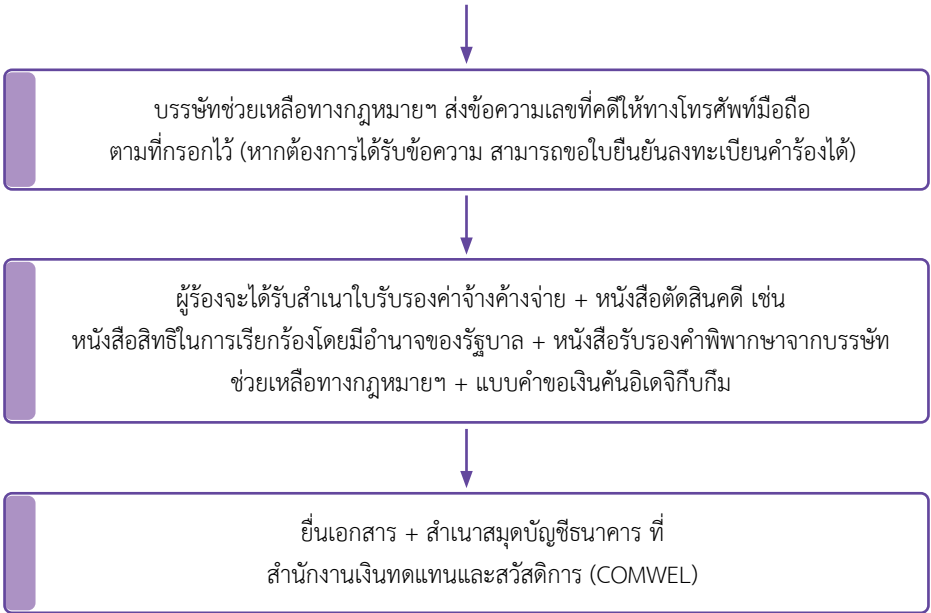 บรรษัทช่วยเหลือทางกฎหมายฯ ส่งข้อความเลขที่คดีให้ทางโทรศัพท์มือถือ
ตามที่กรอกไว้ (หากต้องการได้รับข้อความ สามารถขอใบยืนยันลงทะเบียนคำร้องได้)
ผู้ร้องจะได้รับสำเนาใบรับรองค่าจ้างค้างจ่าย + หนังสือตัดสินคดี เช่น
หนังสือสิทธิในการเรียกร้องโดยมีอำนาจของรัฐบาล + หนังสือรับรองคำพิพากษาจากบรรษัท
ช่วยเหลือทางกฎหมายฯ + แบบคำขอเงินคันอิเดจิกึบกึม
ยื่นเอกสาร + สำเนาสมุดบัญชีธนาคาร ที่
สำนักงานเงินทดแทนและสวัสดิการ (COMWEL)